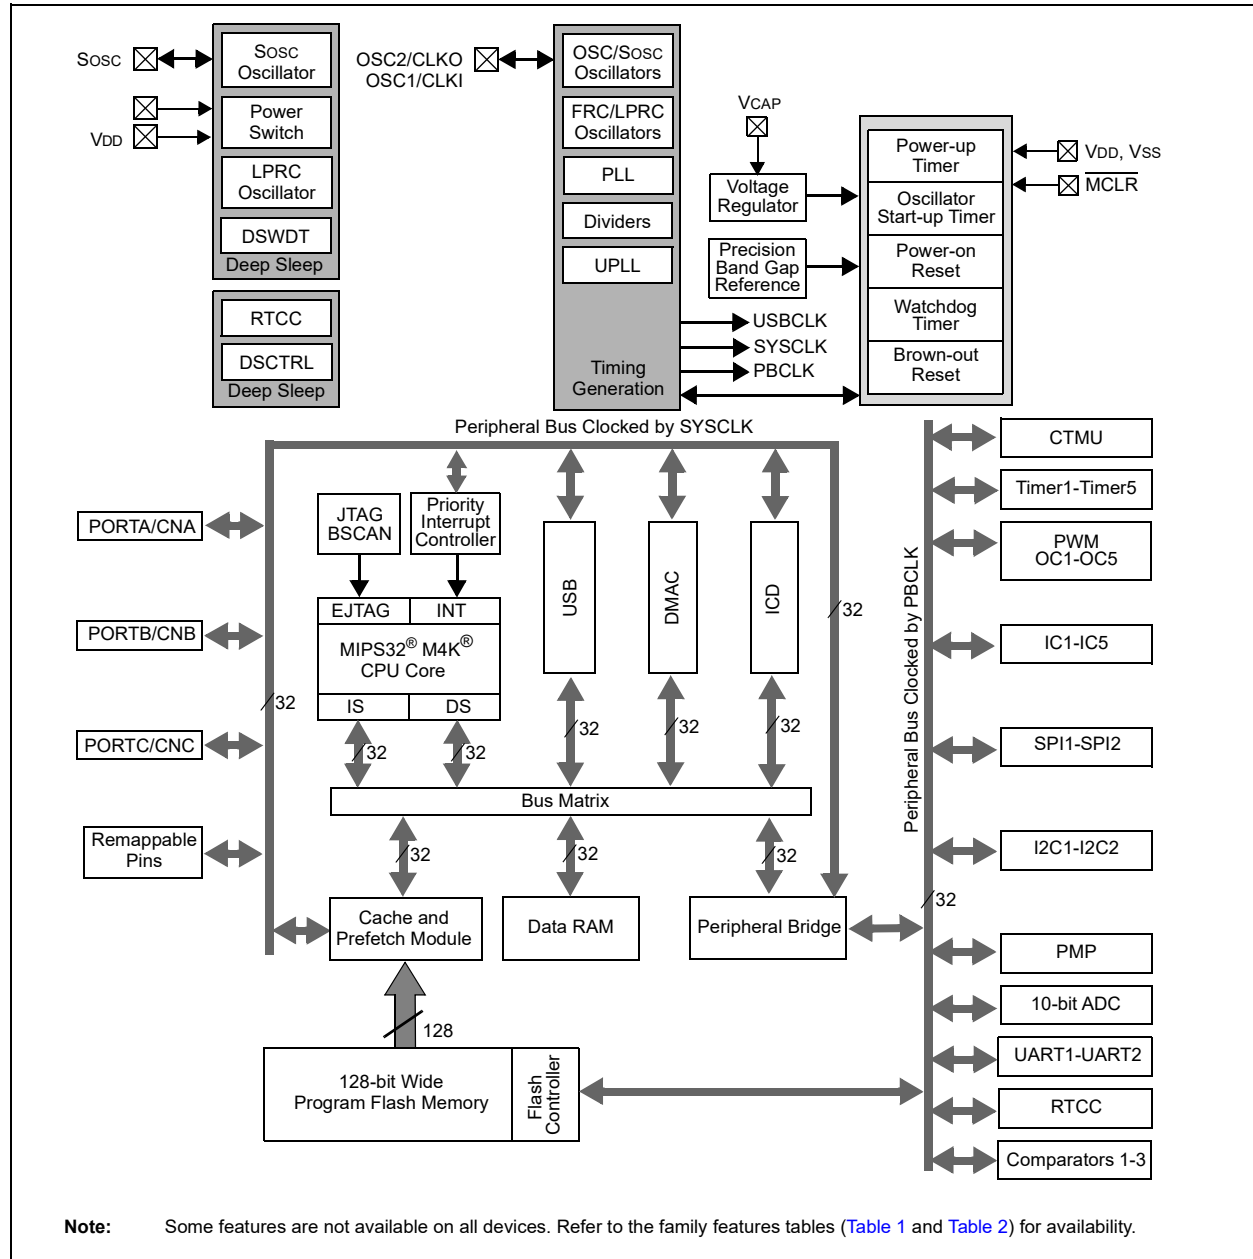 SOSC
SOSC
Oscillator
Power
Switch
VDD
LPRC
Oscillator
DSWDT
Deep Sleep
RTCC
DSCTRL
Deep Sleep
OSC2/CLKO
OSC1/CLKI
OSC/SOSC
Oscillators
FRC/LPRC
Oscillators
PLL
Dividers
UPLL
Timing
Generation
USBCLK
SYSCLK
PBCLK
VCAP
Voltage
Regulator
Precision
Band Gap
Reference
Power-up
Timer
Oscillator
Start-up Timer
Power-on
Reset
Watchdog
Timer
Brown-out
Reset
VDD, VSS
MCLR
Peripheral Bus Clocked by SYSCLK
PORTA/CNA
PORTB/CNB
PORTC/CNC
Remappable
Pins
32
JTAG
BSCAN
Priority
Interrupt
Controller
EJTAG
INT
MIPS32® M4K®
CPU Core
IS
DS
32
32
USB
32
DMAC
32
ICD
32
32
Bus Matrix
32
32
32
Cache and
Prefetch Module
Data RAM
Peripheral Bridge
128
128-bit Wide
Program Flash Memory
Flash
Controller
Peripheral Bus Clocked by PBCLK
32
CTMU
Timer1-Timer5
PWM
OC1-OC5
IC1-IC5
SPI1-SPI2
I2C1-I2C2
PMP
10-bit ADC
UART1-UART2
RTCC
Comparators 1-3
Note: Some features are not available on all devices. Refer to the family features tables (Table 1 and Table 2) for availability.